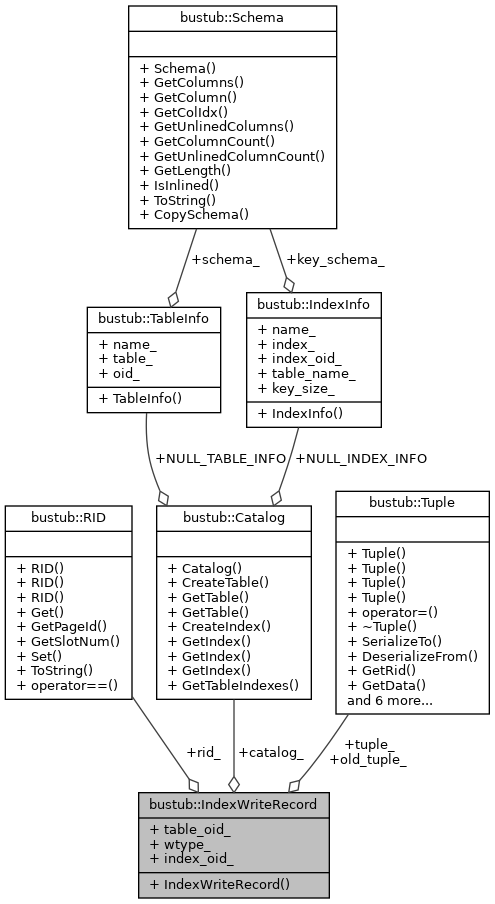 bustub::Schema
+ Schema()
+ GetColumns()
+ GetColumn()
+ GetColIdx()
+ GetUnlinedColumns()
+ GetColumnCount()
+ GetUnlinedColumnCount()
+ GetLength()
+ IsInlined()
+ ToString()
+ CopySchema()
+schema_
+key_schema_
bustub::TableInfo
+ name_
+ table_
+ oid_
+ TableInfo()
bustub::IndexInfo
+ name_
+ index_
+ index_oid_
+ table_name_
+ key_size_
+ IndexInfo()
+NULL_TABLE_INFO
+NULL_INDEX_INFO
bustub::RID
+ RID()
+ RID()
+ RID()
+ Get()
+ GetPageId()
+ GetSlotNum()
+ Set()
+ ToString()
+ operator==()
bustub::Catalog
+ Catalog()
+ CreateTable()
+ GetTable()
+ GetTable()
+ CreateIndex()
+ GetIndex()
+ GetIndex()
+ GetIndex()
+ GetTableIndexes()
bustub::Tuple
+ Tuple()
+ Tuple()
+ Tuple()
+ Tuple()
+ operator=()
+ ~Tuple()
+ SerializeTo()
+ DeserializeFrom()
+ GetRid()
+ GetData()
and 6 more...
+rid_
+catalog_
+tuple_
+old_tuple_
bustub::IndexWriteRecord
+ table_oid_
+ wtype_
+ index_oid_
+ IndexWriteRecord()